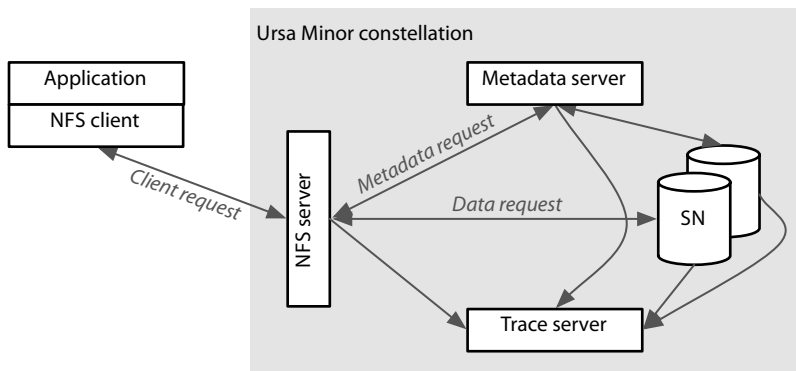 Ursa Minor constellation
Application
NFS client
Metadata server
Client request
NFS server
Metadata request
Data request
SN
Trace server